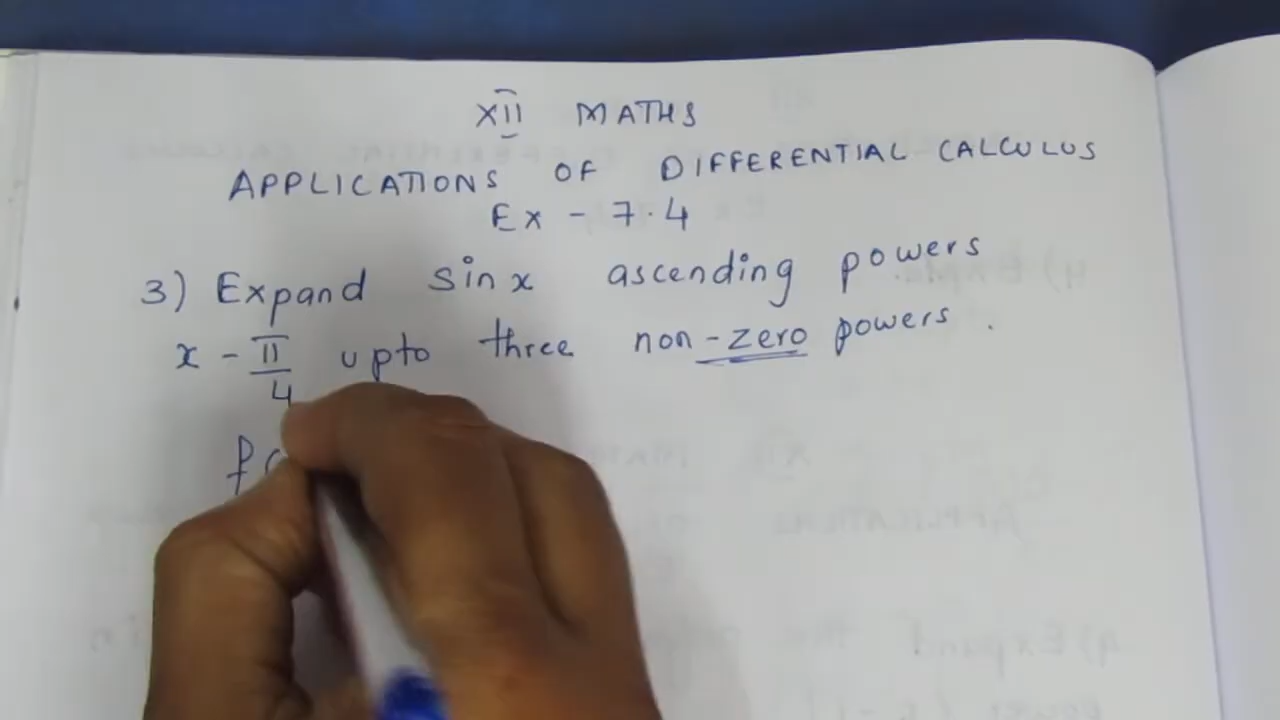 XII MATHS
APPLICATIONS OF DIFFERENTIAL CALCULUS
Ex - 7.4
3) Expand sin x ascending powers
x - π/4 upto three non-zero powers.
f(